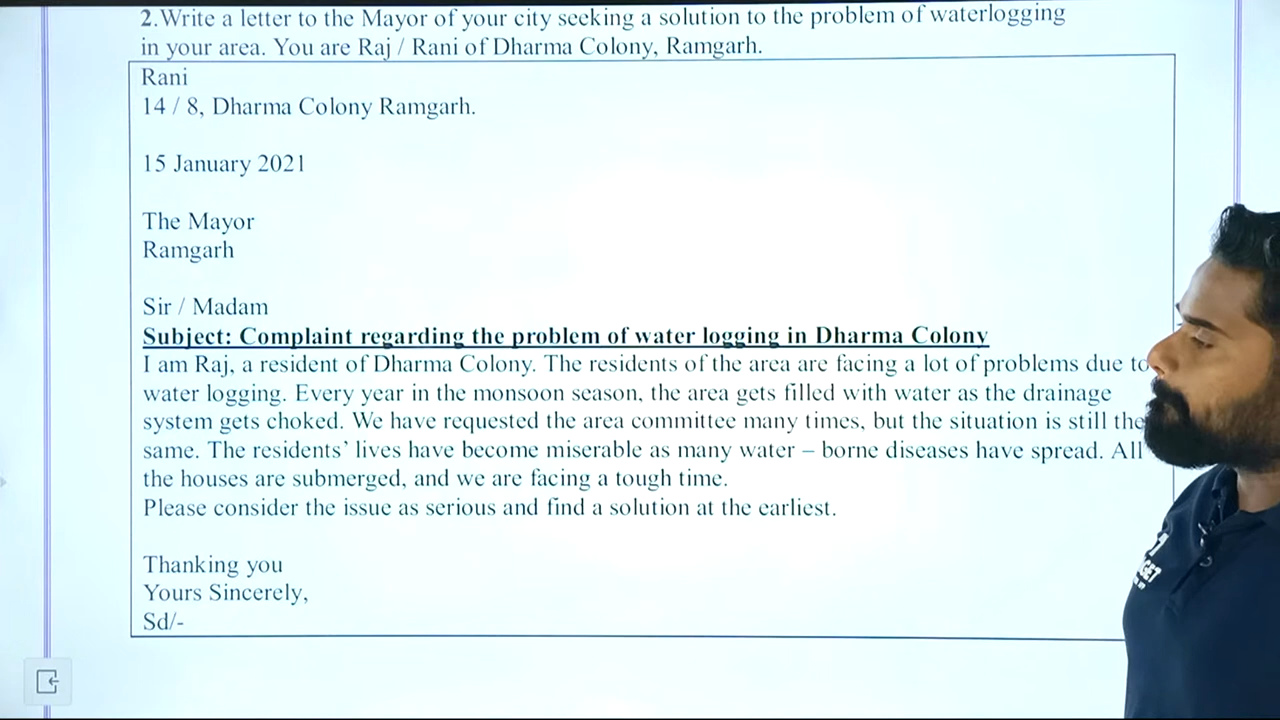 2.Write a letter to the Mayor of your city seeking a solution to the problem of waterlogging
in your area. You are Raj / Rani of Dharma Colony, Ramgarh.
Rani
14 / 8, Dharma Colony Ramgarh.
15 January 2021
The Mayor
Ramgarh
Sir / Madam
Subject: Complaint regarding the problem of water logging in Dharma Colony
I am Raj, a resident of Dharma Colony. The residents of the area are facing a lot of problems due to
water logging. Every year in the monsoon season, the area gets filled with water as the drainage
system gets choked. We have requested the area committee many times, but the situation is still the
same. The residents’ lives have become miserable as many water – borne diseases have spread. All
the houses are submerged, and we are facing a tough time.
Please consider the issue as serious and find a solution at the earliest.
Thanking you
Yours Sincerely,
Sd/-